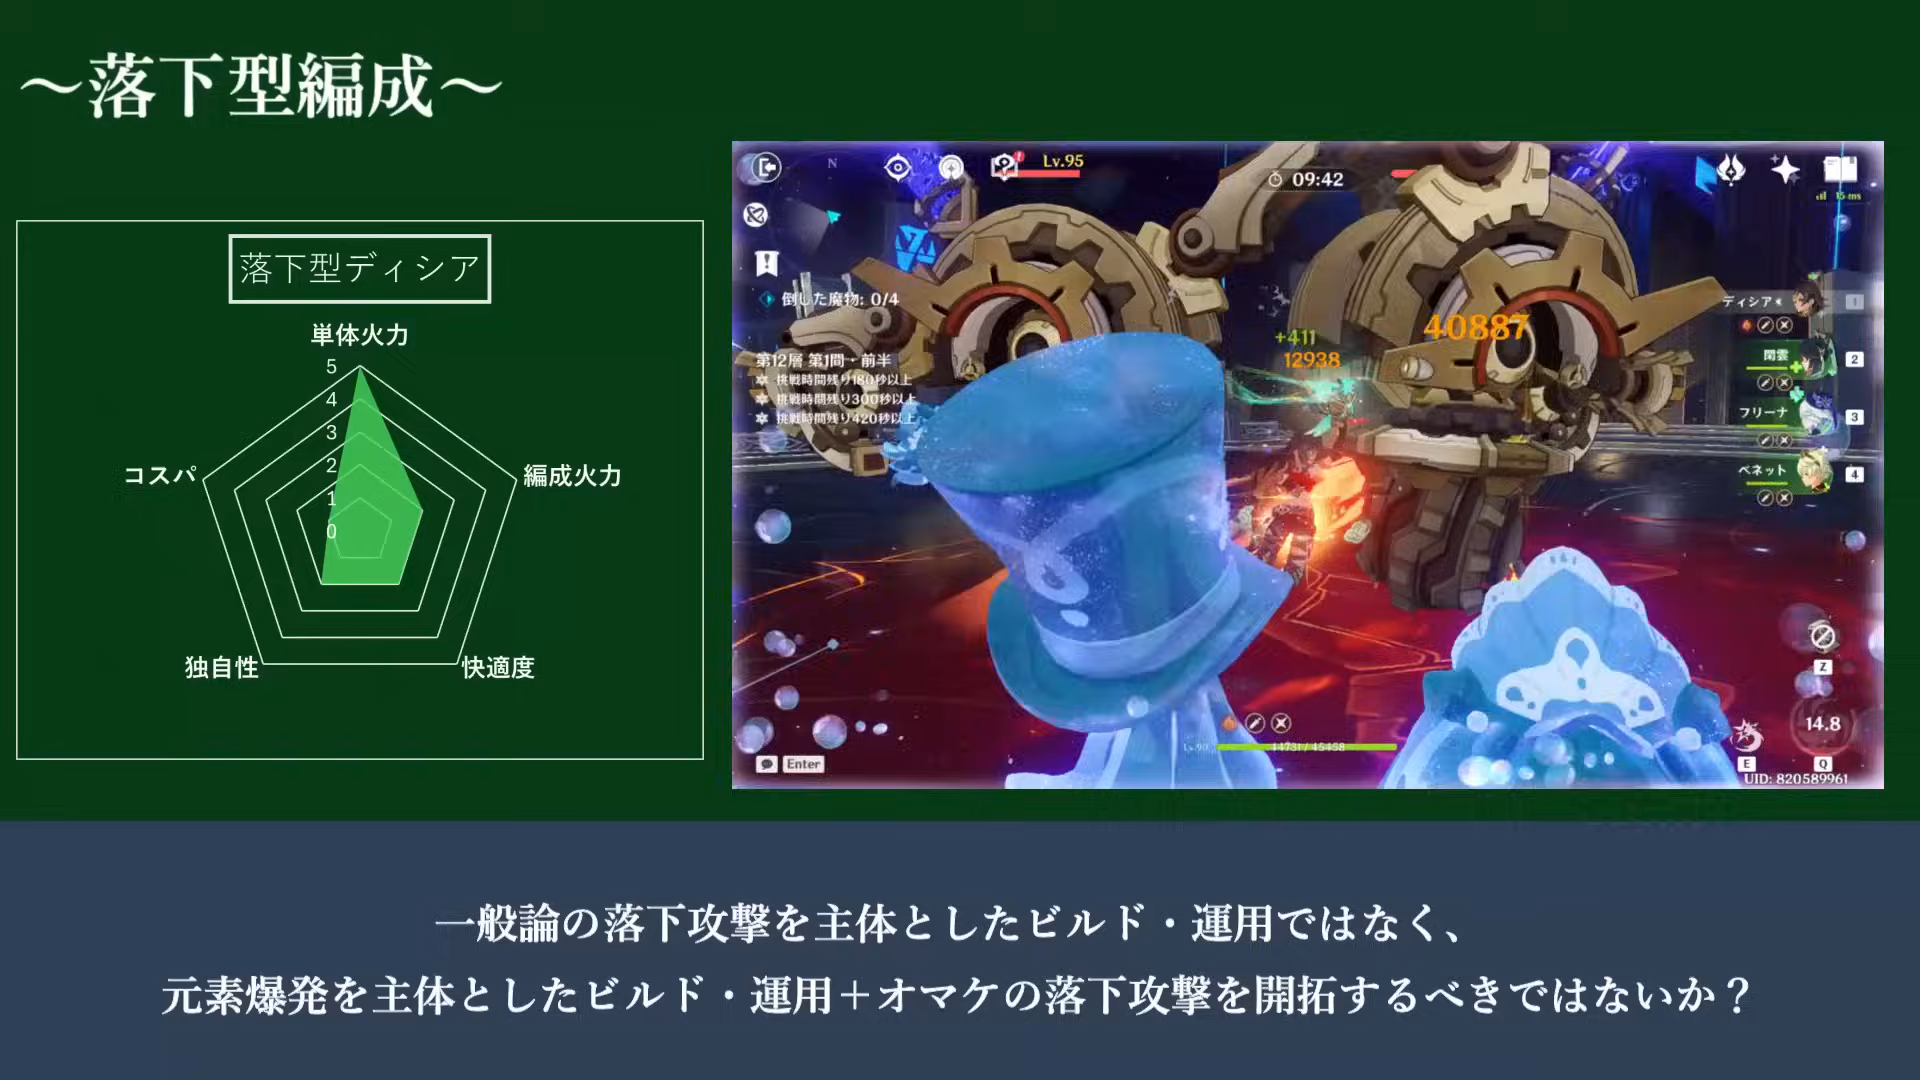 ～落下型編成～
落下型ディシア
単体火力
5
4
3
2
1
0
編成火力
快適度
独自性
コスパ
N
Lv.95
09:42
15 ms
倒した魔物: 0/4
第12層 第1間・前半
挑戦時間残り180秒以上
挑戦時間残り300秒以上
挑戦時間残り420秒以上
+411
12938
40887
ディシア
1
閑雲
2
フリーナ
3
ベネット
4
Z
14.8
E
Q
Enter
Lv.90
14731 / 45458
UID: 820589961
一般論の落下攻撃を主体としたビルド・運用ではなく、
元素爆発を主体としたビルド・運用＋オマケの落下攻撃を開拓するべきではないか？